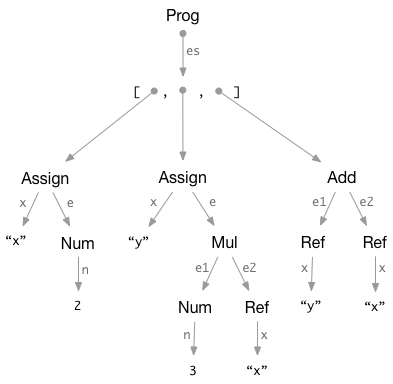 Prog
es
[ , , ]
Assign Assign Add
x e x e e1 e2
“x” Num “y” Mul Ref Ref
n e1 e2 x x
2 Num Ref “y” “x”
n x
3 “x”